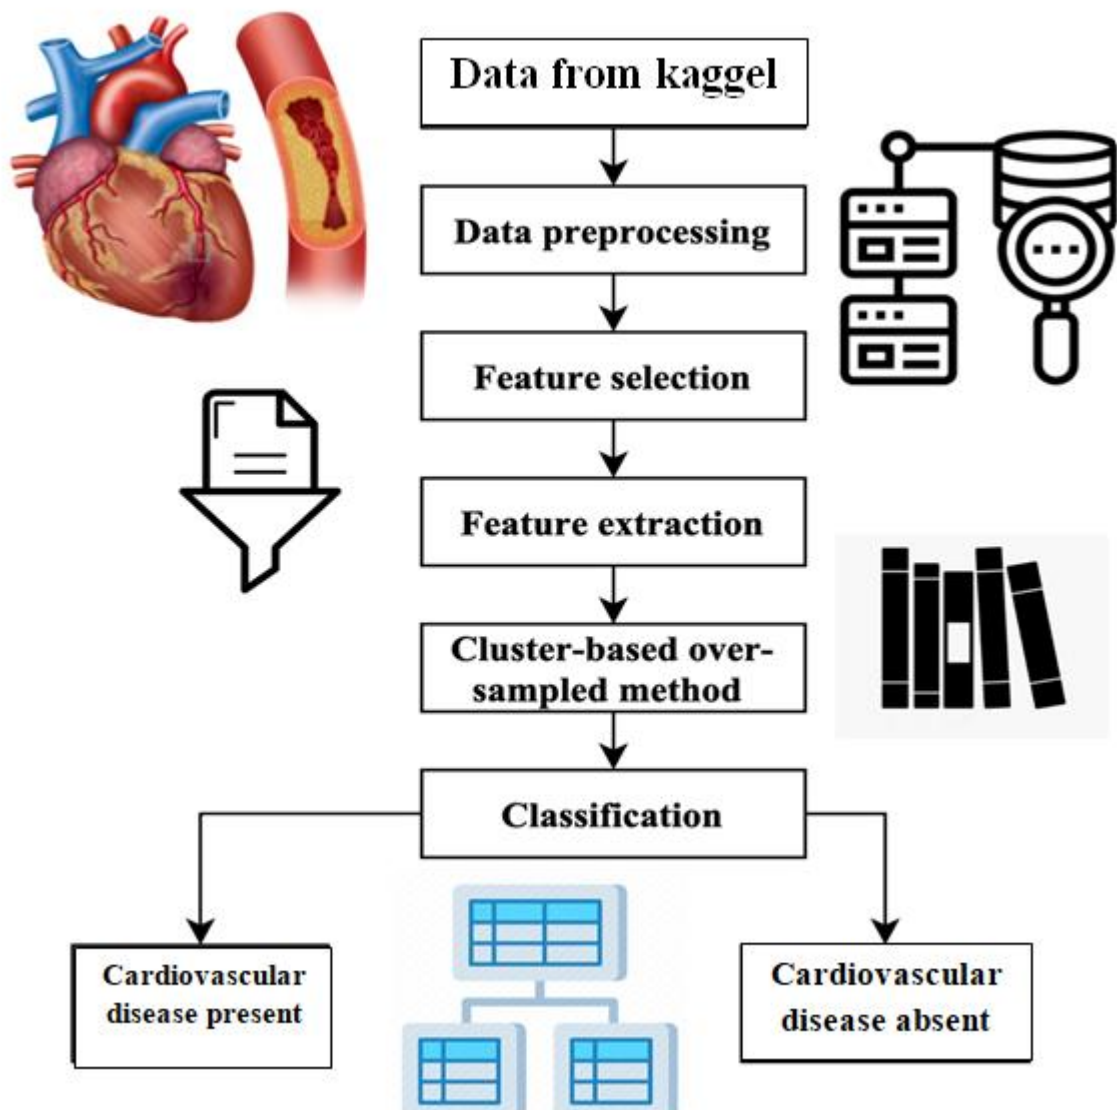 Data from kaggel
Data preprocessing
Feature selection
Feature extraction
Cluster-based over-
sampled method
Classification
Cardiovascular
disease present
Cardiovascular
disease absent